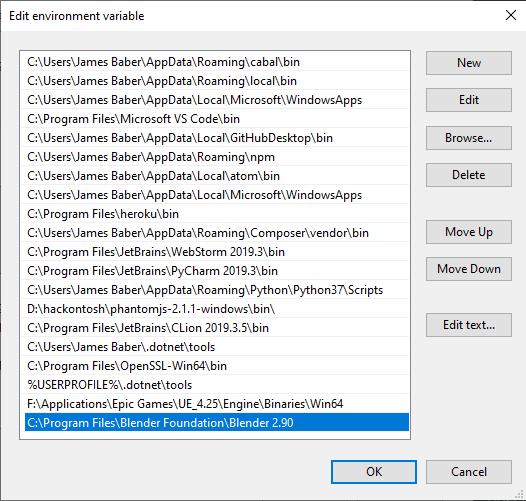 Edit environment variable
C:\Users\James Baber\AppData\Roaming\cabal\bin
C:\Users\James Baber\AppData\Roaming\local\bin
C:\Users\James Baber\AppData\Local\Microsoft\WindowsApps
C:\Program Files\Microsoft VS Code\bin
C:\Users\James Baber\AppData\Local\GitHubDesktop\bin
C:\Users\James Baber\AppData\Roaming\npm
C:\Users\James Baber\AppData\Local\atom\bin
C:\Users\James Baber\AppData\Local\Microsoft\WindowsApps
C:\Program Files\heroku\bin
C:\Users\James Baber\AppData\Roaming\Composer\vendor\bin
C:\Program Files\JetBrains\WebStorm 2019.3\bin
C:\Program Files\JetBrains\PyCharm 2019.3\bin
C:\Users\James Baber\AppData\Roaming\Python\Python37\Scripts
D:\hackontosh\phantomjs-2.1.1-windows\bin\
C:\Program Files\JetBrains\CLion 2019.3.5\bin
C:\Users\James Baber\.dotnet\tools
C:\Program Files\OpenSSL-Win64\bin
%USERPROFILE%\.dotnet\tools
F:\Applications\Epic Games\UE_4.25\Engine\Binaries\Win64
C:\Program Files\Blender Foundation\Blender 2.90
New
Edit
Browse...
Delete
Move Up
Move Down
Edit text...
OK
Cancel